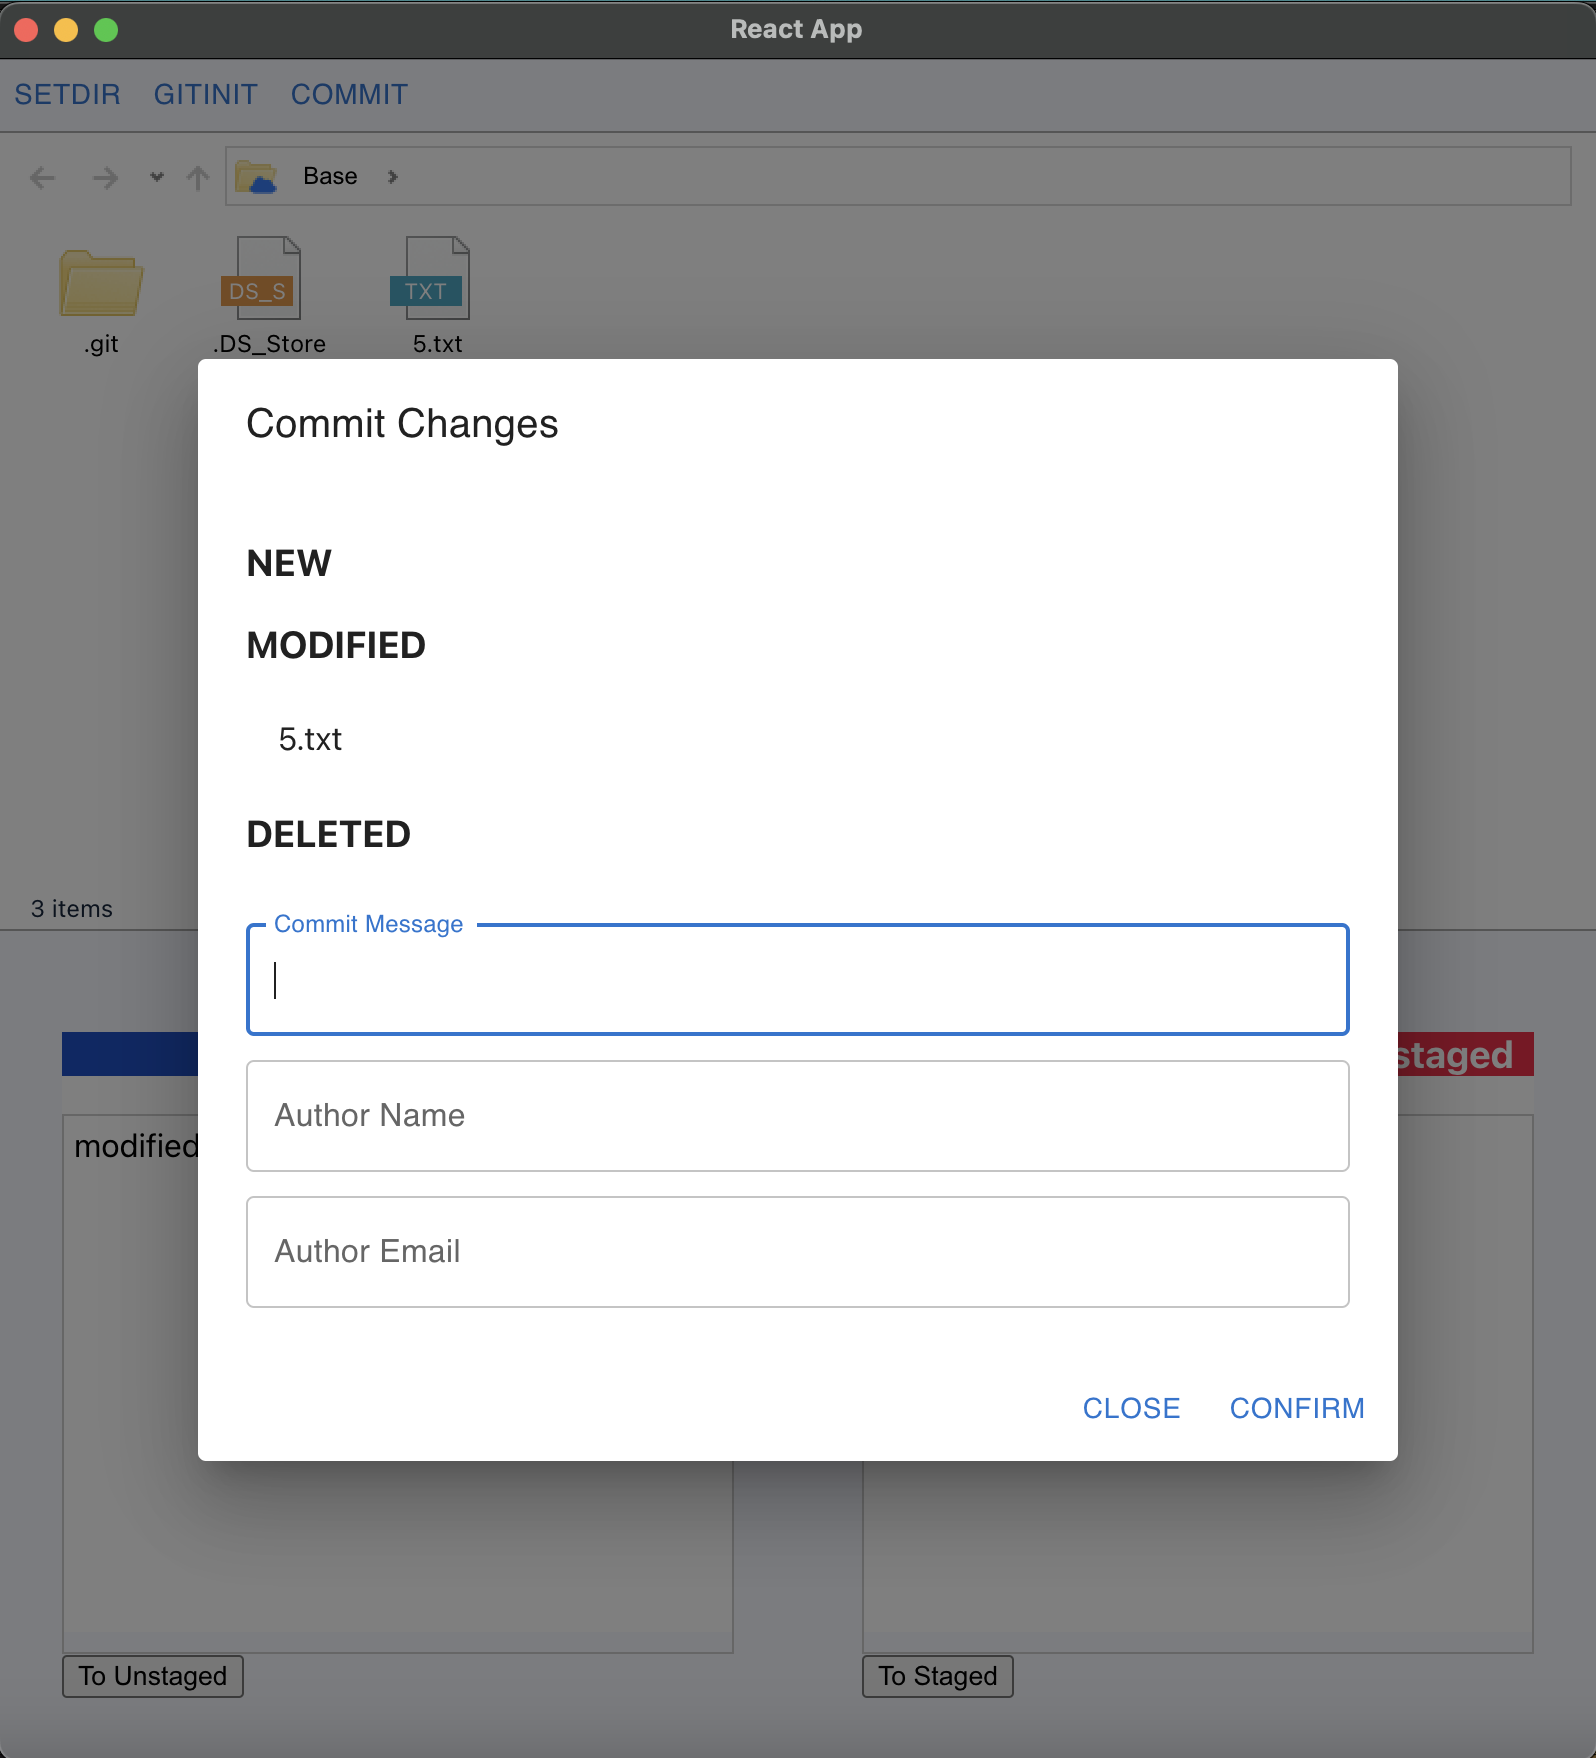 React App
SETDIR GITINIT COMMIT
Base
DS_S TXT
.git .DS_Store 5.txt
Commit Changes
NEW
MODIFIED
5.txt
DELETED
3 items
Commit Message
staged
Author Name
modified
Author Email
CLOSE CONFIRM
To Unstaged To Staged